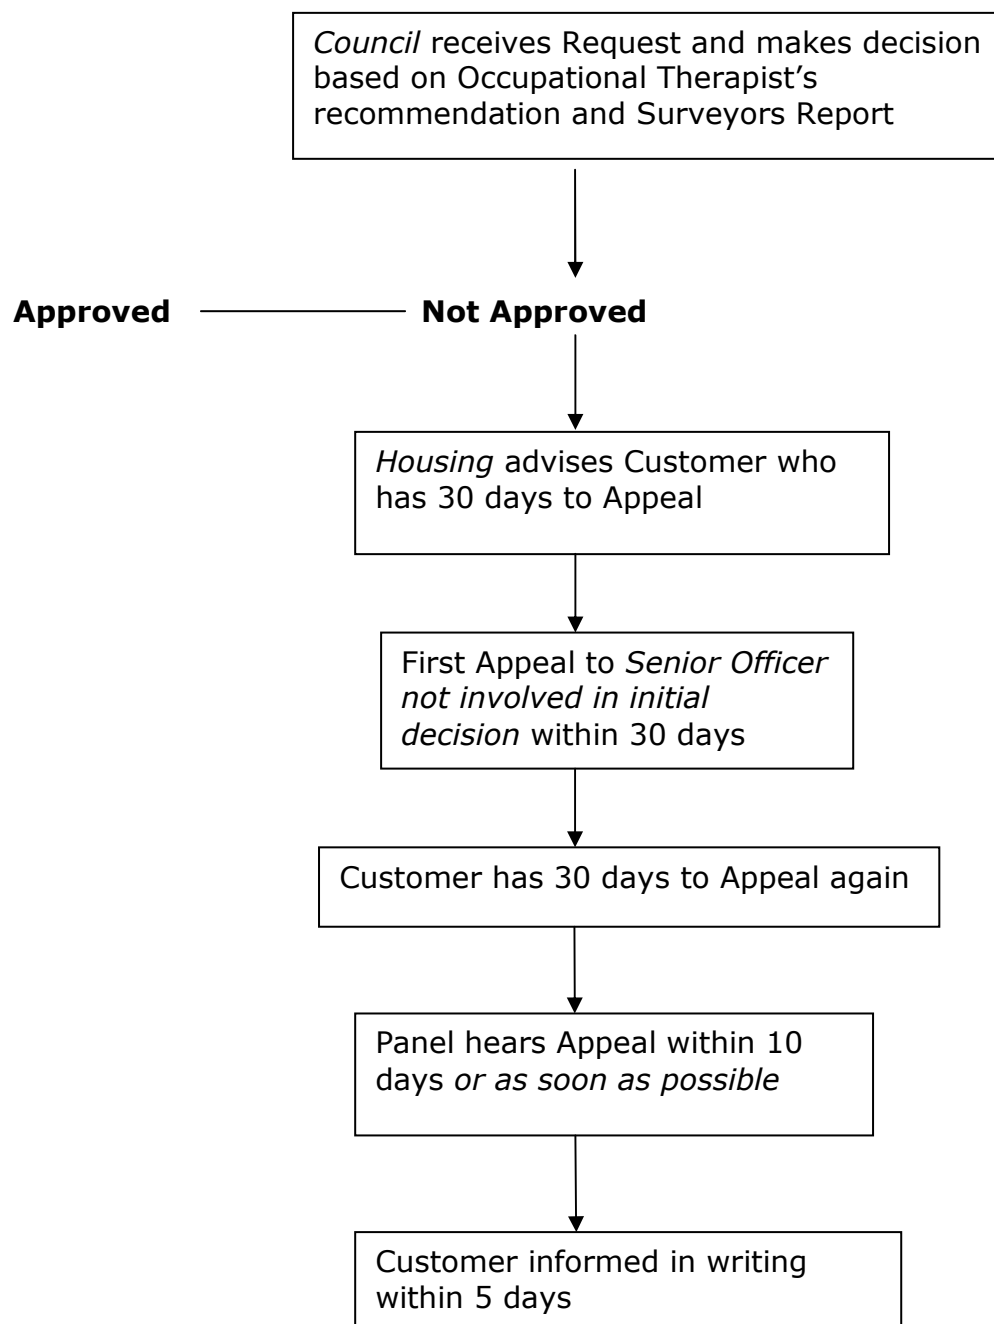 Council receives Request and makes decision
based on Occupational Therapist’s
recommendation and Surveyors Report
Approved
Not Approved
Housing advises Customer who
has 30 days to Appeal
First Appeal to Senior Officer
not involved in initial
decision within 30 days
Customer has 30 days to Appeal again
Panel hears Appeal within 10
days or as soon as possible
Customer informed in writing
within 5 days